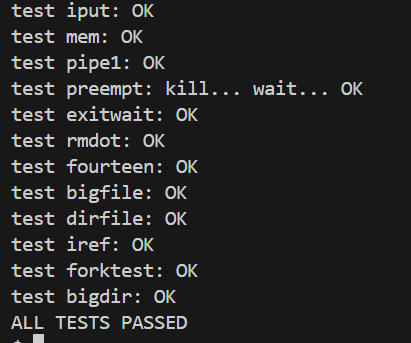 test iput: OK
test mem: OK
test pipe1: OK
test preempt: kill... wait... OK
test exitwait: OK
test rmdot: OK
test fourteen: OK
test bigfile: OK
test dirfile: OK
test iref: OK
test forktest: OK
test bigdir: OK
ALL TESTS PASSED